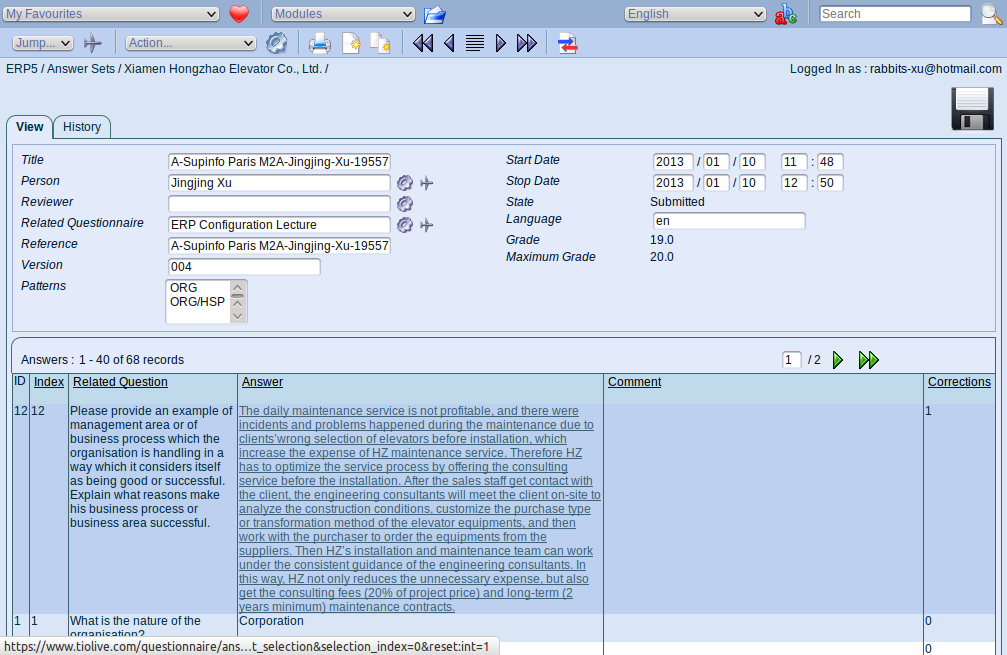 My Favourites Modules English Search
Jump... Action...
ERP5 / Answer Sets / Xiamen Hongzhao Elevator Co., Ltd. / Logged In as : rabbits-xu@hotmail.com
View History
Title A-Supinfo Paris M2A-Jingjing-Xu-19557 Start Date 2013 / 01 / 10 11 : 48
Person Jingjing Xu Stop Date 2013 / 01 / 10 12 : 50
Reviewer State Submitted
Related Questionnaire ERP Configuration Lecture Language en
Reference A-Supinfo Paris M2A-Jingjing-Xu-19557 Grade 19.0
Version 004 Maximum Grade 20.0
Patterns ORG
ORG/HSP
Answers : 1 - 40 of 68 records 1 / 2
ID Index Related Question Answer Comment Corrections
12 12 Please provide an example of The daily maintenance service is not profitable, and there were 1
management area or of incidents and problems happened during the maintenance due to
business process which the clients'wrong selection of elevators before installation, which
organisation is handling in a increase the expense of HZ maintenance service. Therefore HZ
way which it considers itself has to optimize the service process by offering the consulting
as being good or successful. service before the installation. After the sales staff get contact with
Explain what reasons make the client, the engineering consultants will meet the client on-site to
his business process or analyze the construction conditions, customize the purchase type
business area successful. or transformation method of the elevator equipments, and then
work with the purchaser to order the equipments from the
suppliers. Then HZ's installation and maintenance team can work
under the consistent guidance of the engineering consultants. In
this way, HZ not only reduces the unnecessary expense, but also
get the consulting fees (20% of project price) and long-term (2
years minimum) maintenance contracts.
1 1 What is the nature of the Corporation 0
organisation?
https://www.tiolive.com/questionnaire/ans...t_selection&selection_index=0&reset:int=1 0